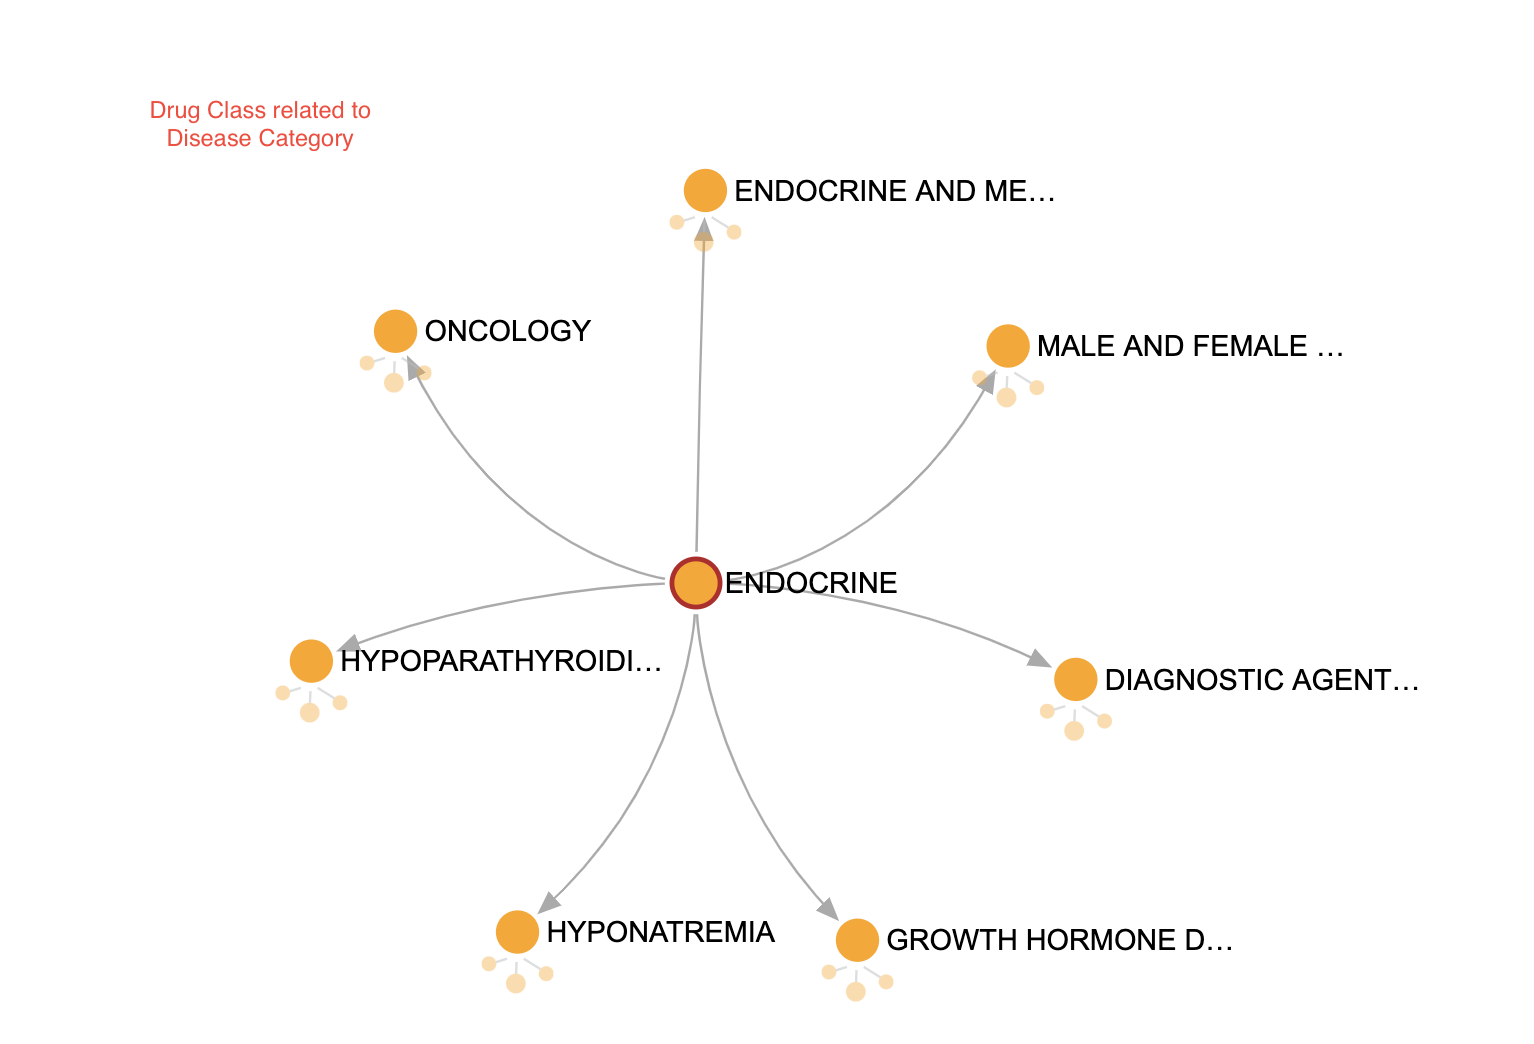 Drug Class related to
Disease Category
ENDOCRINE AND ME…
ONCOLOGY
MALE AND FEMALE …
ENDOCRINE
HYPOPARATHYROIDI…
DIAGNOSTIC AGENT…
HYPONATREMIA
GROWTH HORMONE D…